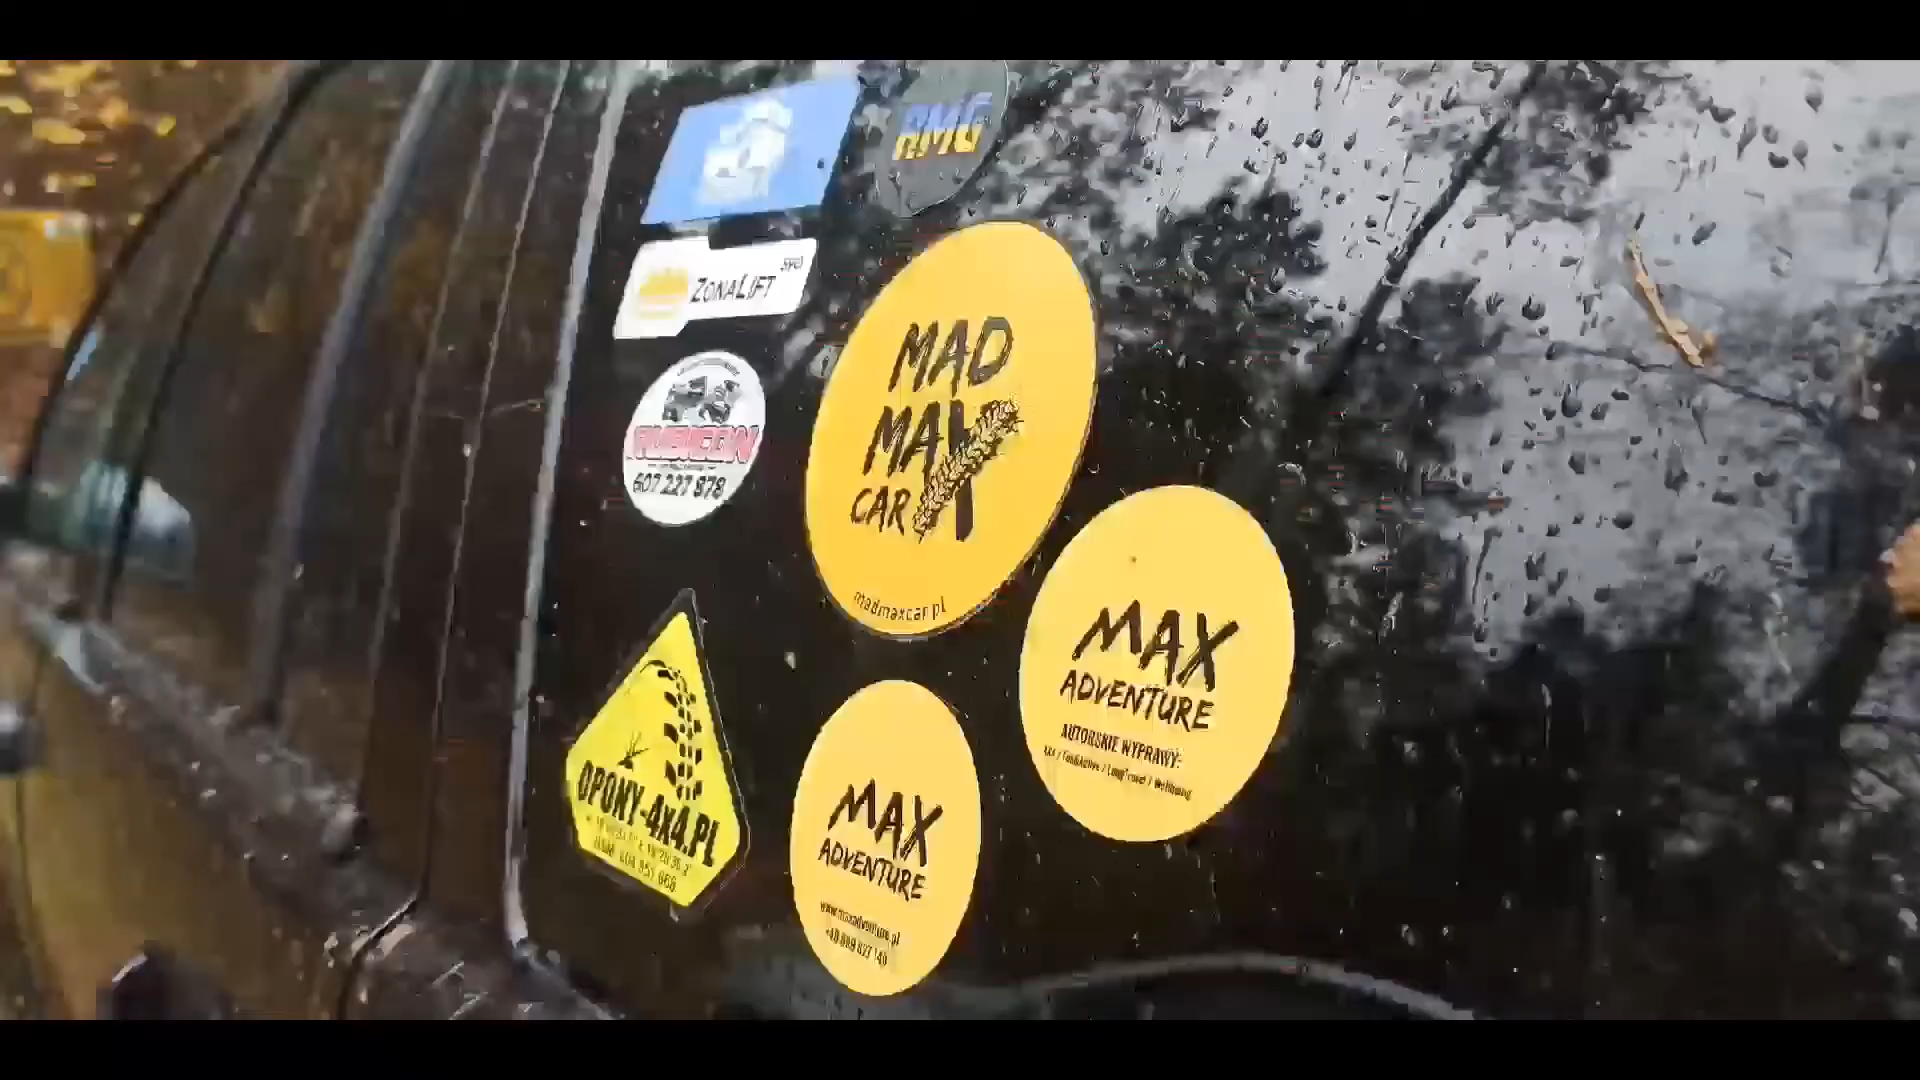 RMG
ZONALIFT
RUBICON
607 227 878
MAD
MAX
CAR
madmaxcar.pl
MAX
ADVENTURE
AUTORSKIE WYPRAWY:
OPONY-4x4.PL
MAX
ADVENTURE
www.maxadventure.pl